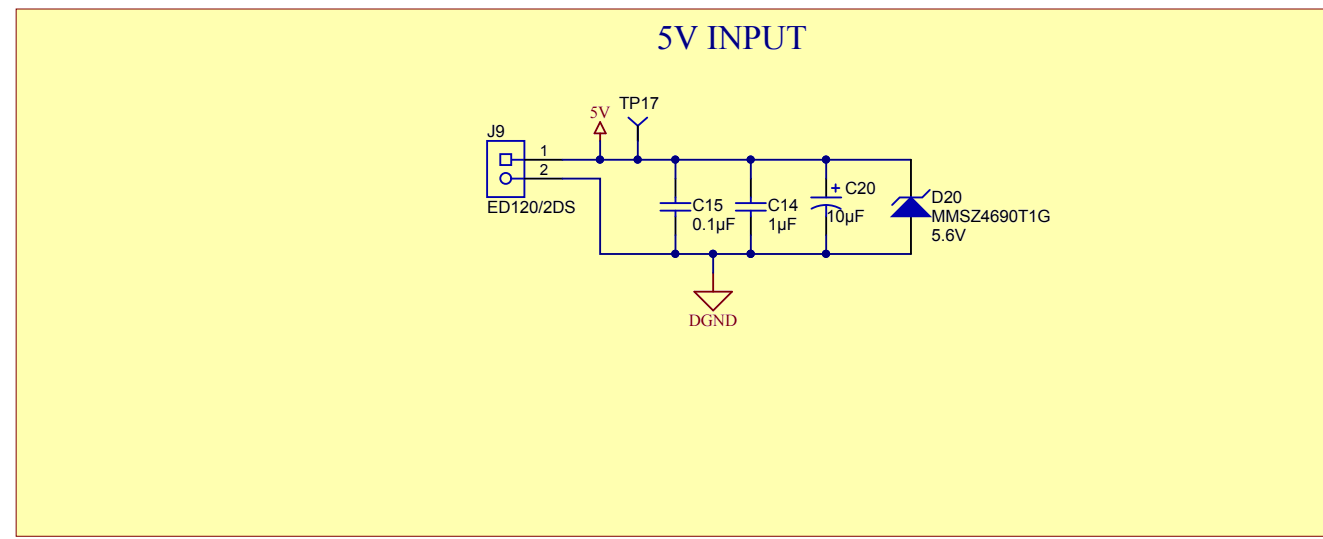 5V INPUT
5V
TP17
J9
1
2
ED120/2DS
C15
0.1µF
C14
1µF
+
C20
10µF
D20
MMSZ4690T1G
5.6V
DGND